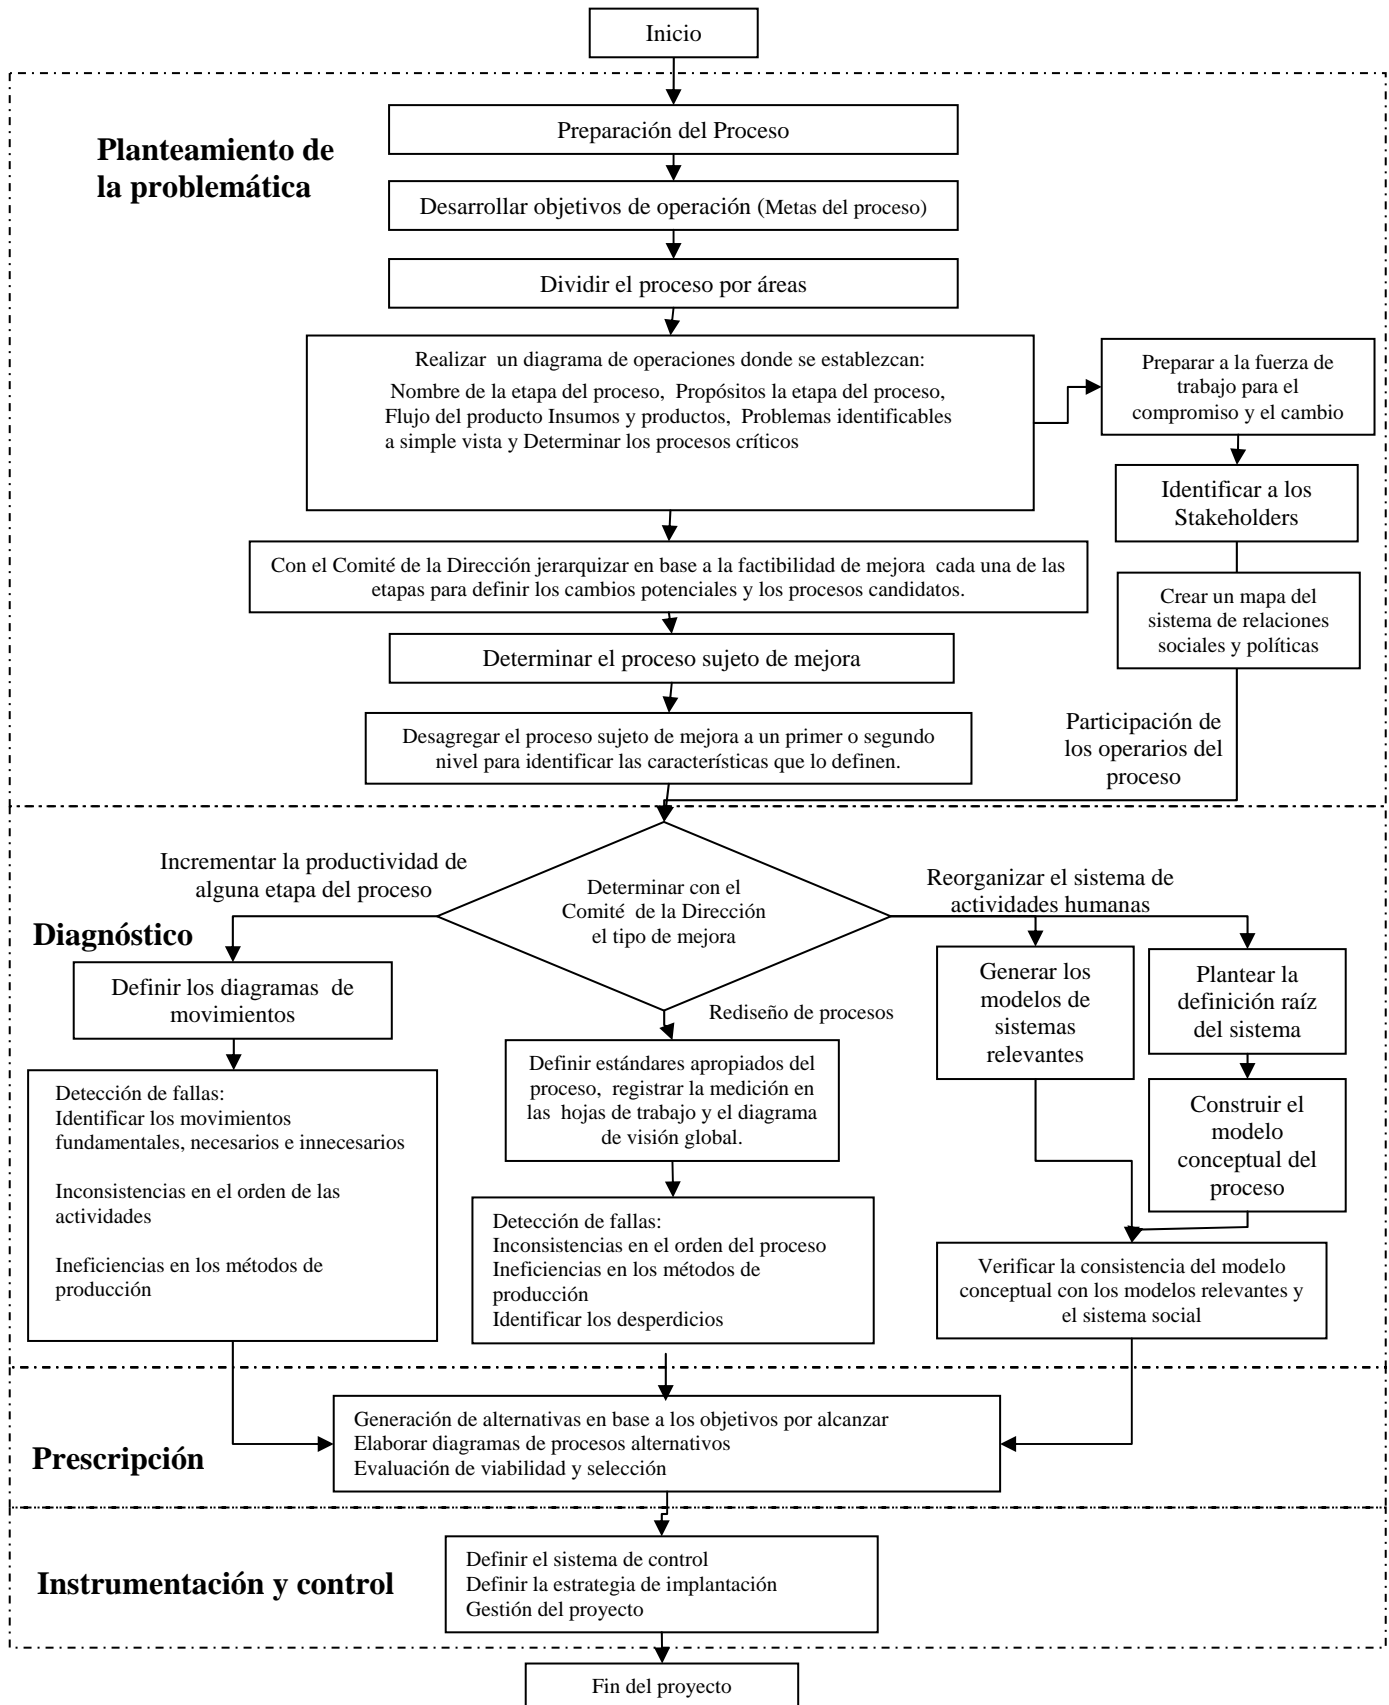 Inicio
Planteamiento de
la problemática
Preparación del Proceso
Desarrollar objetivos de operación (Metas del proceso)
Dividir el proceso por áreas
Realizar un diagrama de operaciones donde se establezcan:
Nombre de la etapa del proceso, Propósitos la etapa del proceso,
Flujo del producto Insumos y productos, Problemas identificables
a simple vista y Determinar los procesos críticos
Preparar a la fuerza de
trabajo para el
compromiso y el cambio
Identificar a los
Stakeholders
Crear un mapa del
sistema de relaciones
sociales y políticas
Con el Comité de la Dirección jerarquizar en base a la factibilidad de mejora cada una de las
etapas para definir los cambios potenciales y los procesos candidatos.
Determinar el proceso sujeto de mejora
Desagregar el proceso sujeto de mejora a un primer o segundo
nivel para identificar las características que lo definen.
Participación de
los operarios del
proceso
Diagnóstico
Determinar con el
Comité de la Dirección
el tipo de mejora
Incrementar la productividad de
alguna etapa del proceso
Definir los diagramas de
movimientos
Detección de fallas:
Identificar los movimientos
fundamentales, necesarios e innecesarios
Inconsistencias en el orden de las
actividades
Ineficiencias en los métodos de
producción
Rediseño de procesos
Definir estándares apropiados del
proceso, registrar la medición en
las hojas de trabajo y el diagrama
de visión global.
Detección de fallas:
Inconsistencias en el orden del proceso
Ineficiencias en los métodos de
producción
Identificar los desperdicios
Reorganizar el sistema de
actividades humanas
Generar los
modelos de
sistemas
relevantes
Plantear la
definición raíz
del sistema
Construir el
modelo
conceptual del
proceso
Verificar la consistencia del modelo
conceptual con los modelos relevantes y
el sistema social
Prescripción
Generación de alternativas en base a los objetivos por alcanzar
Elaborar diagramas de procesos alternativos
Evaluación de viabilidad y selección
Instrumentación y control
Definir el sistema de control
Definir la estrategia de implantación
Gestión del proyecto
Fin del proyecto